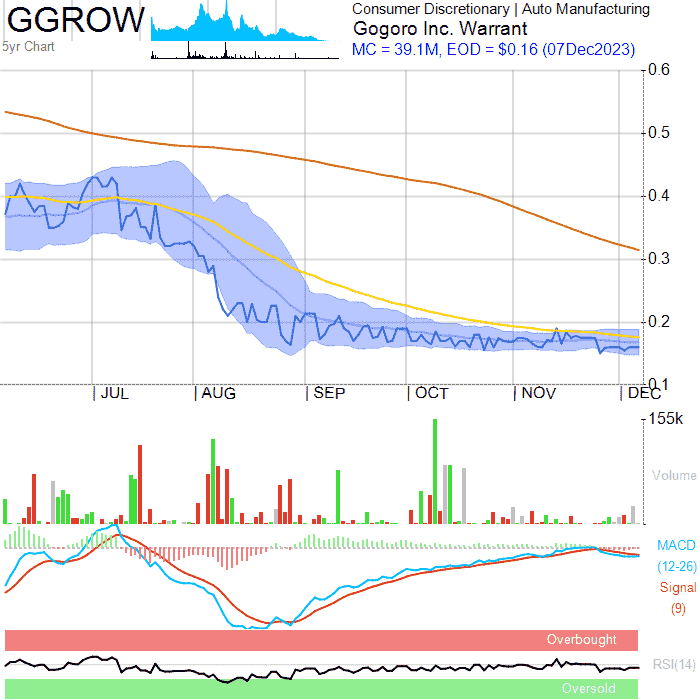 GGROW
5yr Chart
Consumer Discretionary | Auto Manufacturing
Gogoro Inc. Warrant
MC = 39.1M, EOD = $0.16 (07Dec2023)
0.6
0.5
0.4
0.3
0.2
0.1
JUL AUG SEP OCT NOV DEC
155k
Volume
MACD
(12-26)
Signal
(9)
Overbought
RSI(14)
Oversold